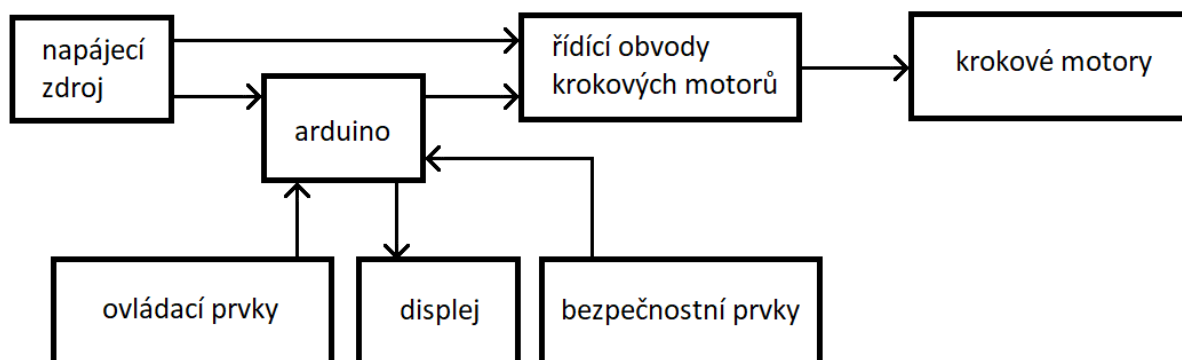 napájecí
zdroj
řídící obvody
krokových motorů
krokové motory
arduino
ovládací prvky
displej
bezpečnostní prvky